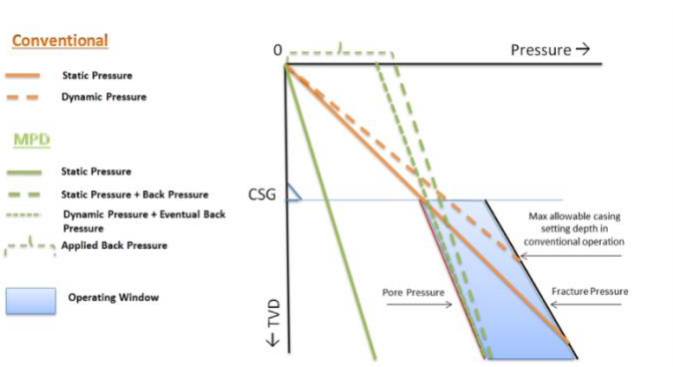 Conventional
Static Pressure
Dynamic Pressure
MPD
Static Pressure
Static Pressure + Back Pressure
Dynamic Pressure + Eventual Back
Pressure
Applied Back Pressure
Operating Window
0
Pressure →
CSG
Max allowable casing
setting depth in
conventional operation
Pore Pressure
Fracture Pressure
← TVD